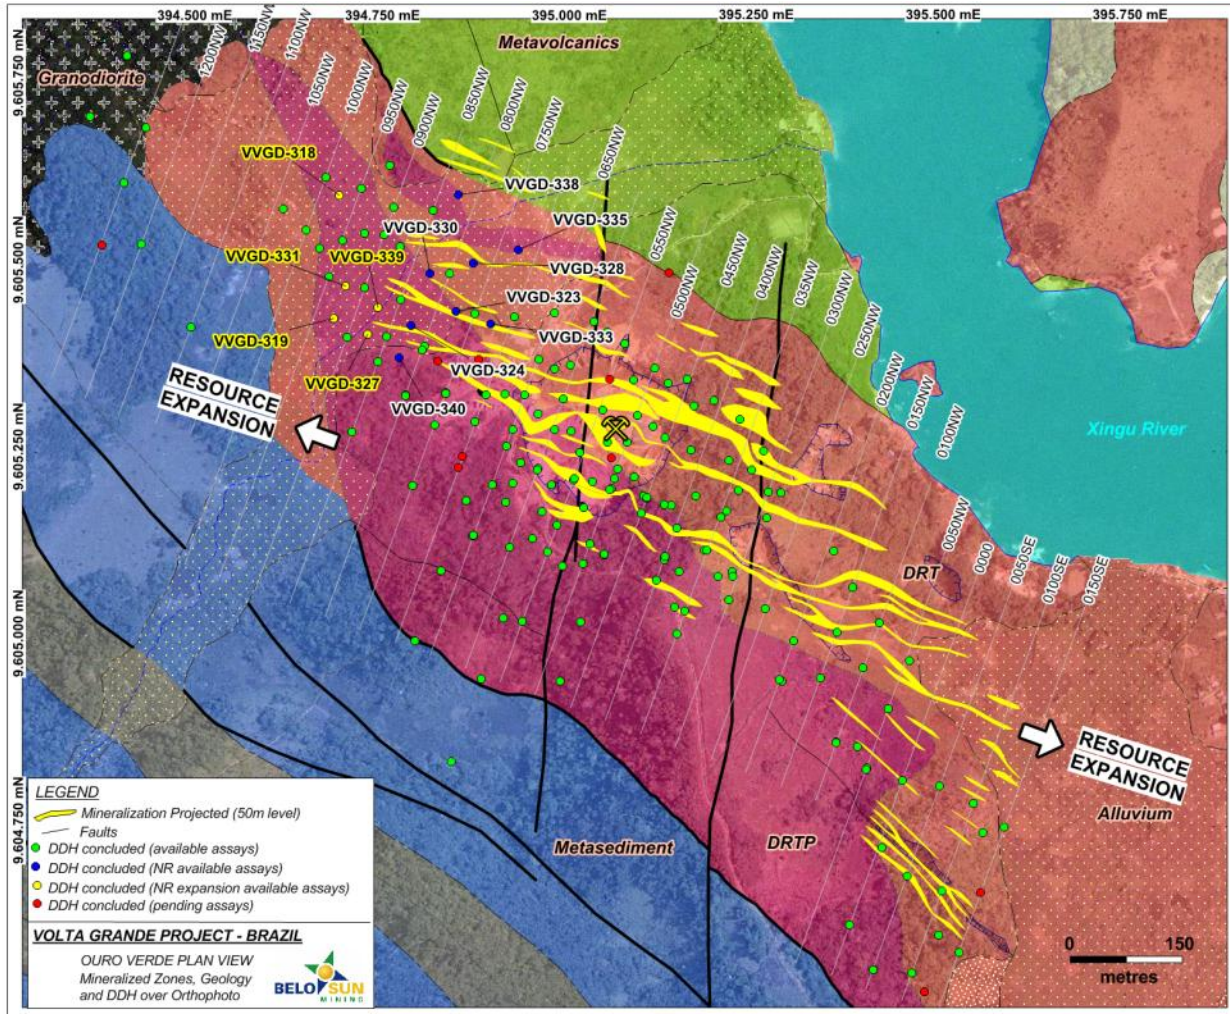 394.500 mE
394.750 mE
395.000 mE
395.250 mE
395.500 mE
395.750 mE
9.605.750 mN
9.605.500 mN
9.605.250 mN
9.605.000 mN
9.604.750 mN
1200NW
1150NW
1100NW
1050NW
1000NW
0950NW
0900NW
0850NW
0800NW
0750NW
0650NW
0550NW
0500NW
0450NW
0400NW
035NW
0300NW
0250NW
0200NW
0150NW
0100NW
0050NW
0000
0050SE
0100SE
0150SE
Granodiorite
Metavolcanics
VVGD-318
VVGD-338
VVGD-335
VVGD-330
VVGD-331
VVGD-339
VVGD-328
VVGD-323
VVGD-319
VVGD-333
VVGD-327
VVGD-324
VVGD-340
RESOURCE
EXPANSION
Xingu River
DRT
RESOURCE
EXPANSION
Alluvium
DRTP
Metasediment
LEGEND
Mineralization Projected (50m level)
Faults
DDH concluded (available assays)
DDH concluded (NR available assays)
DDH concluded (NR expansion available assays)
DDH concluded (pending assays)
VOLTA GRANDE PROJECT - BRAZIL
OURO VERDE PLAN VIEW
Mineralized Zones, Geology
and DDH over Orthophoto
BELO SUN
MINING
0 150
metres